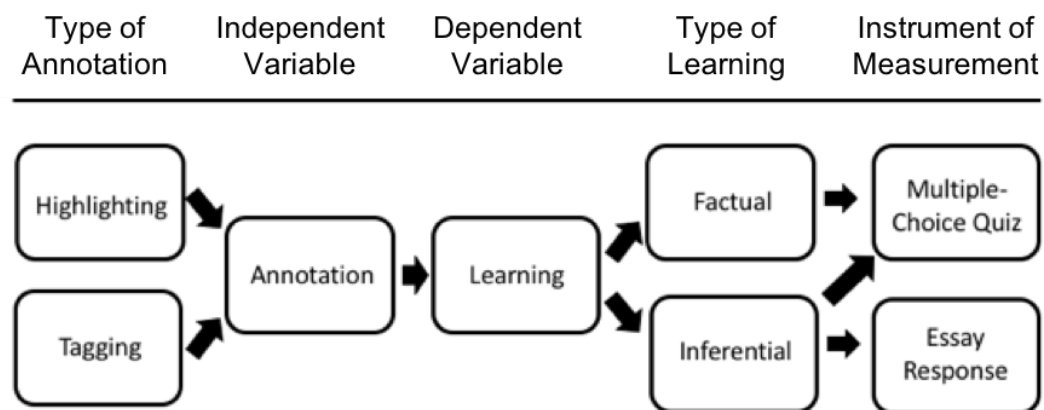 Type of
Annotation
Independent
Variable
Dependent
Variable
Type of
Learning
Instrument of
Measurement
Highlighting
Tagging
Annotation
Learning
Factual
Inferential
Multiple-
Choice Quiz
Essay
Response